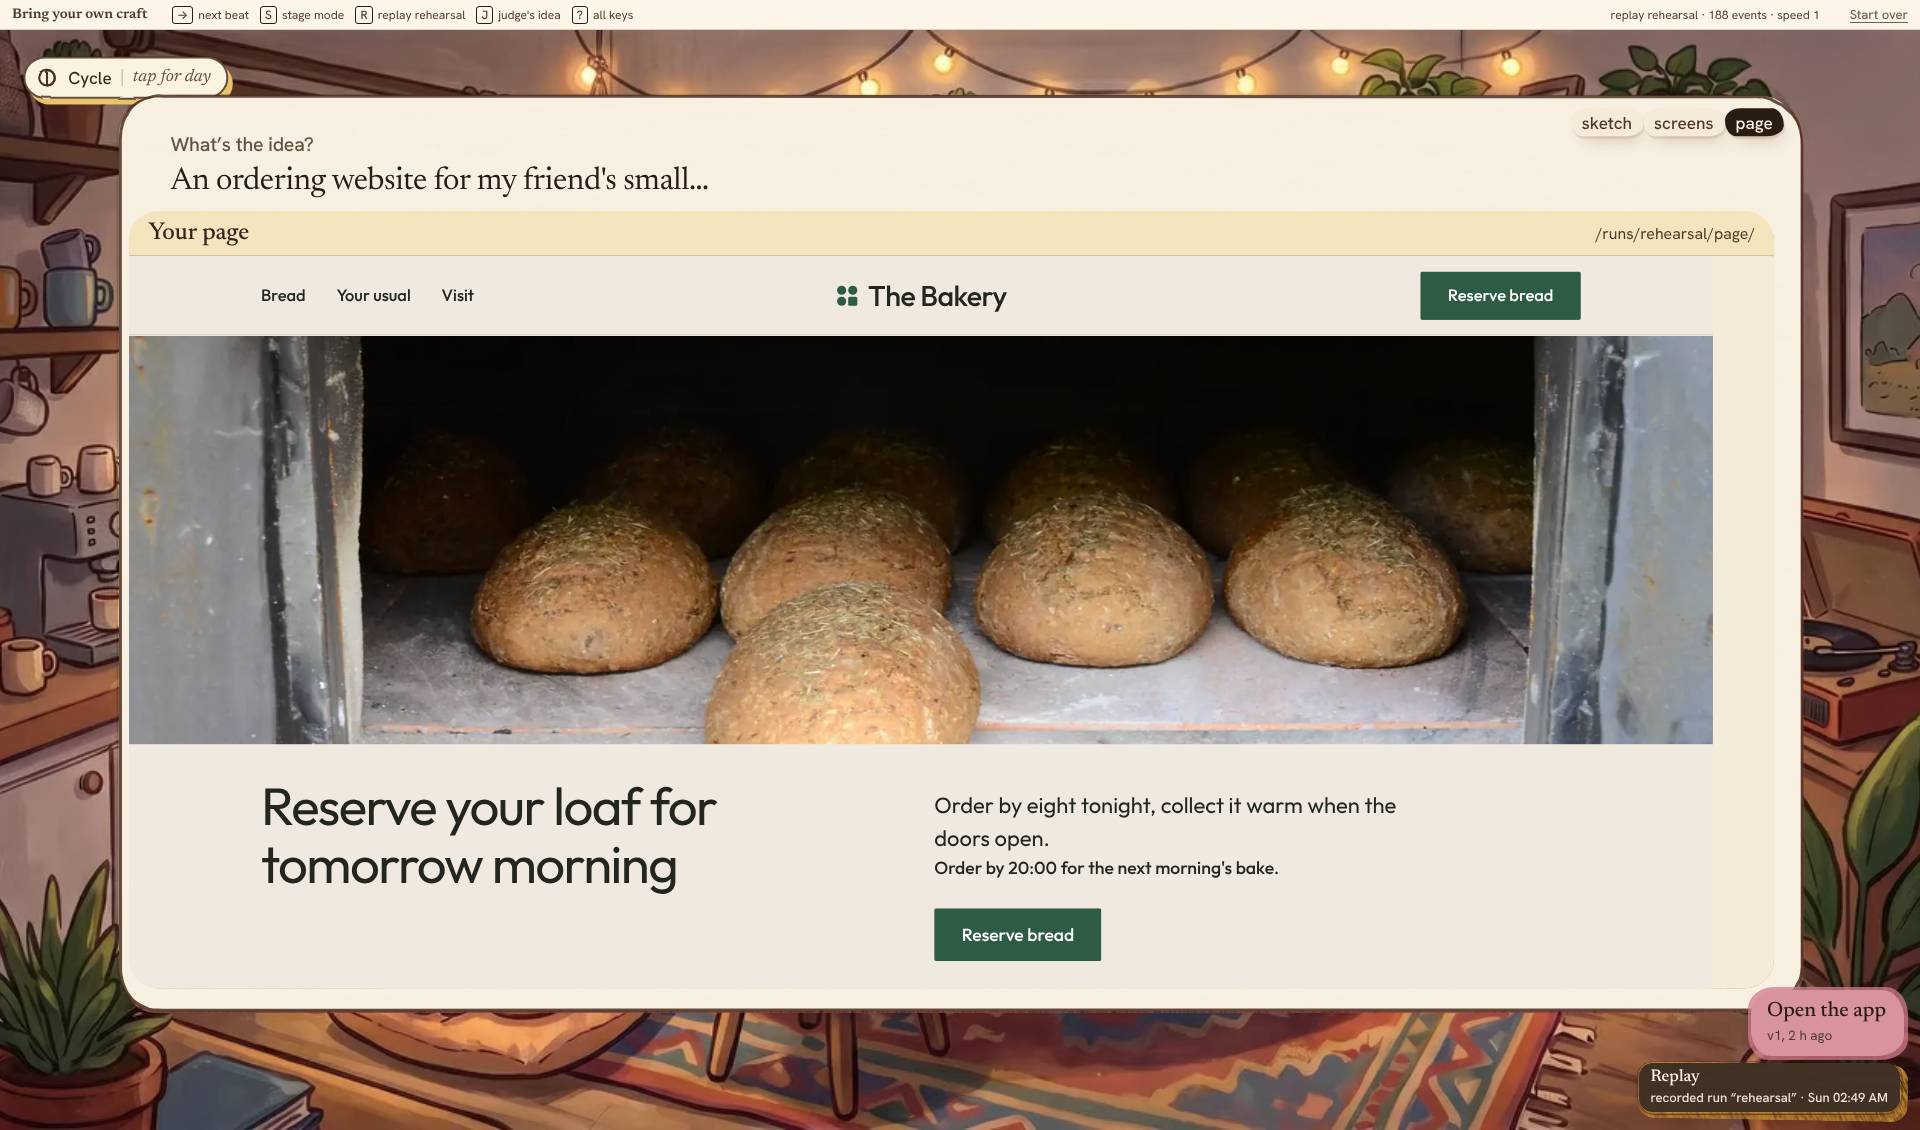 Bring your own craft
→ next beat S stage mode R replay rehearsal J judge's idea ? all keys
replay rehearsal · 188 events · speed 1 Start over
Cycle | tap for day
sketch screens page
What's the idea?
An ordering website for my friend's small...
Your page
/runs/rehearsal/page/
Bread Your usual Visit
The Bakery
Reserve bread
Reserve your loaf for
tomorrow morning
Order by eight tonight, collect it warm when the
doors open.
Order by 20:00 for the next morning's bake.
Reserve bread
Open the app
v1, 2 h ago
Replay
recorded run “rehearsal” · Sun 02:49 AM